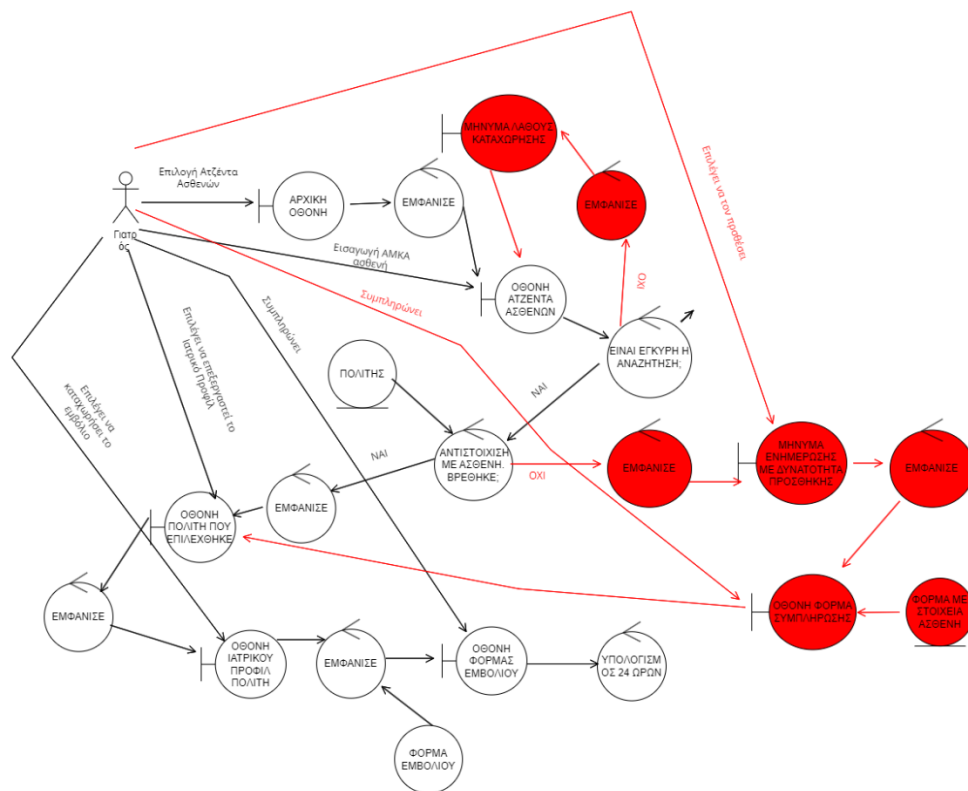 ΜΗΝΥΜΑ ΛΑΘΟΥΣ
ΚΑΤΑΧΩΡΗΣΗΣ
Επιλέγει να τον προθέσει
Επιλογή Ατζέντα
Ασθενών
ΑΡΧΙΚΗ
ΟΘΟΝΗ
ΕΜΦΑΝΙΣΕ
ΕΜΦΑΝΙΣΕ
Γιατρ
ός
Εισαγωγή ΑΜΚΑ
ασθενή
ΟΘΟΝΗ
ΑΤΖΕΝΤΑ
ΑΣΘΕΝΩΝ
ΟΧΙ
Συμπληρώνει
Συμπληρώνει
ΕΙΝΑΙ ΕΓΚΥΡΗ Η
ΑΝΑΖΗΤΗΣΗ;
Επιλέγει να επεξεργαστεί το
Ιατρικό Προφίλ
ΠΟΛΙΤΗΣ
ΝΑΙ
Επιλέγει να
καταχωρήσει το
εμβόλιο
ΑΝΤΙΣΤΟΙΧΙΣΗ
ΜΕ ΑΣΘΕΝΗ.
ΒΡΕΘΗΚΕ;
ΝΑΙ
ΟΧΙ
ΕΜΦΑΝΙΣΕ
ΜΗΝΥΜΑ
ΕΝΗΜΕΡΩΣΗΣ
ΜΕ ΔΥΝΑΤΟΤΗΤΑ
ΠΡΟΣΘΗΚΗΣ
ΕΜΦΑΝΙΣΕ
ΟΘΟΝΗ
ΠΟΛΙΤΗ ΠΟΥ
ΕΠΙΛΕΧΘΗΚΕ
ΕΜΦΑΝΙΣΕ
ΕΜΦΑΝΙΣΕ
ΟΘΟΝΗ ΦΟΡΜΑ
ΣΥΜΠΛΗΡΩΣΗΣ
ΦΟΡΜΑ ΜΕ
ΣΤΟΙΧΕΙΑ
ΑΣΘΕΝΗ
ΟΘΟΝΗ
ΙΑΤΡΙΚΟΥ
ΠΡΟΦΙΛ
ΠΟΛΙΤΗ
ΕΜΦΑΝΙΣΕ
ΟΘΟΝΗ
ΦΟΡΜΑΣ
ΕΜΒΟΛΙΟΥ
ΥΠΟΛΟΓΙΣΜ
ΟΣ 24 ΩΡΩΝ
ΦΟΡΜΑ
ΕΜΒΟΛΙΟΥ